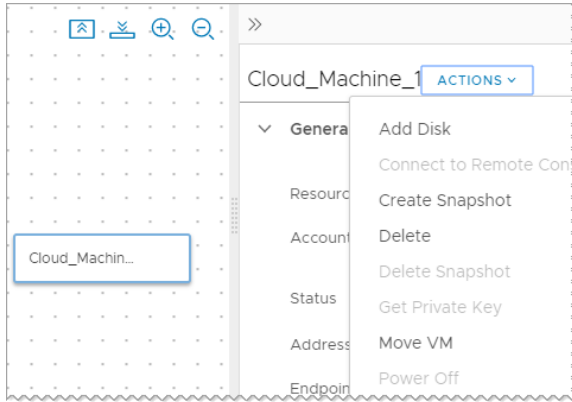 Cloud_Machine_1 ACTIONS
Genera
Add Disk
Connect to Remote Con
Resourc
Create Snapshot
Account
Delete
Cloud_Machin...
Delete Snapshot
Status
Get Private Key
Address
Move VM
Endpoin
Power Off